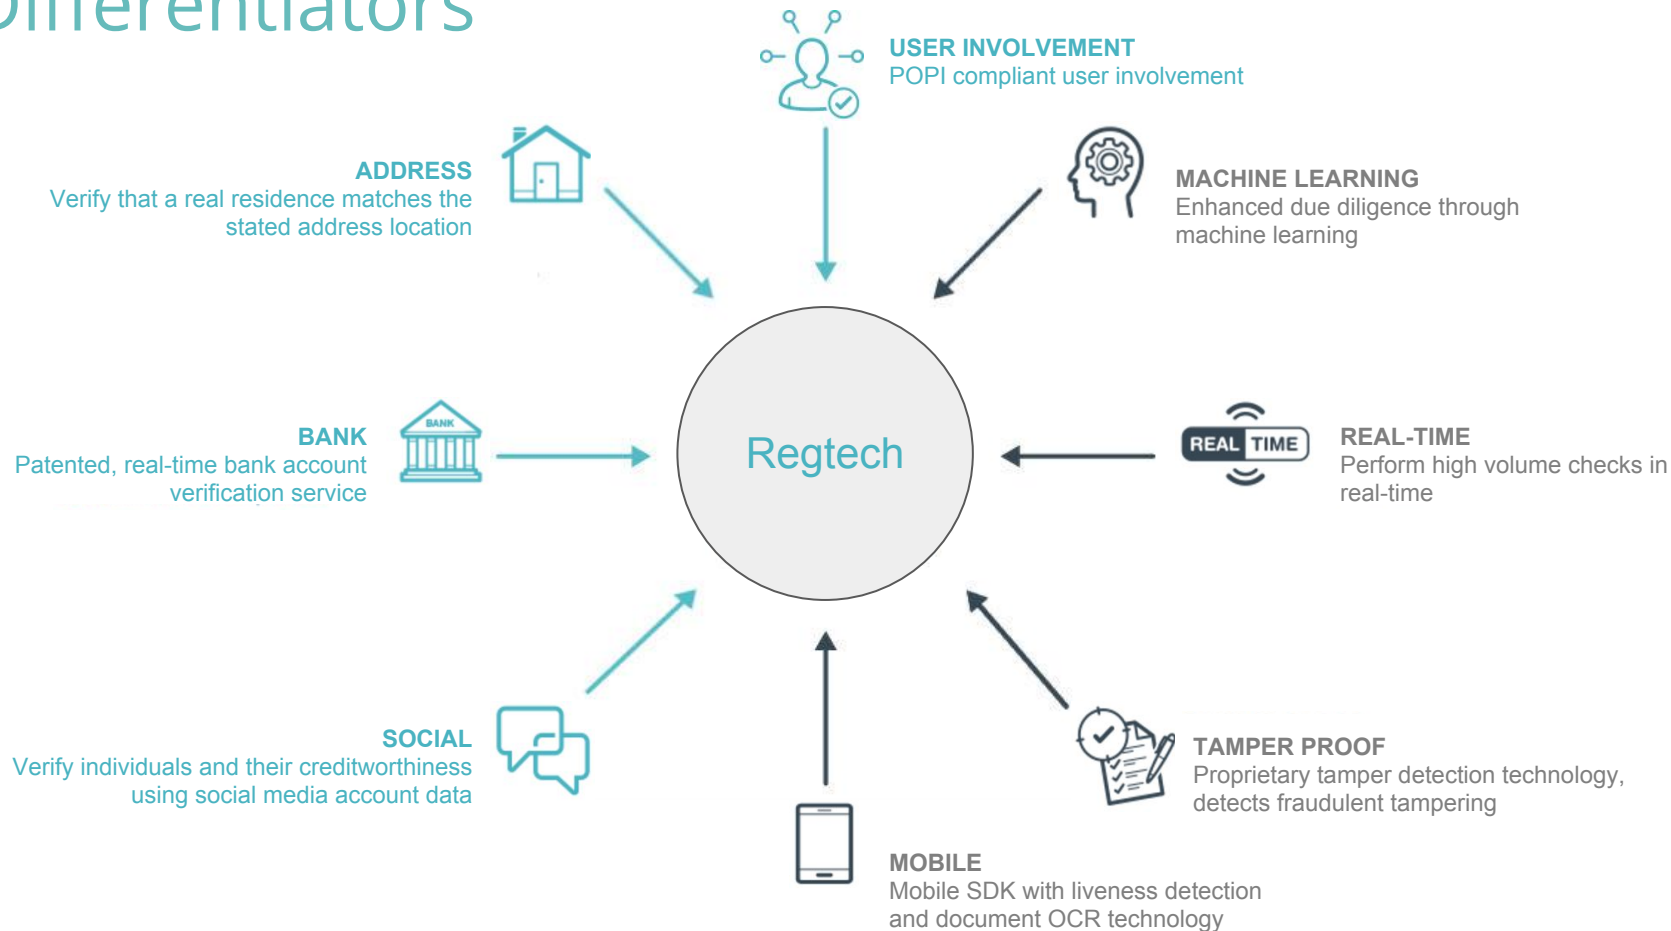 Differentiators
USER INVOLVEMENT
POPI compliant user involvement
ADDRESS
Verify that a real residence matches the
stated address location
MACHINE LEARNING
Enhanced due diligence through
machine learning
BANK
BANK
Patented, real-time bank account
verification service
Regtech
REAL TIME
REAL-TIME
Perform high volume checks in
real-time
SOCIAL
Verify individuals and their creditworthiness
using social media account data
TAMPER PROOF
Proprietary tamper detection technology,
detects fraudulent tampering
MOBILE
Mobile SDK with liveness detection
and document OCR technology